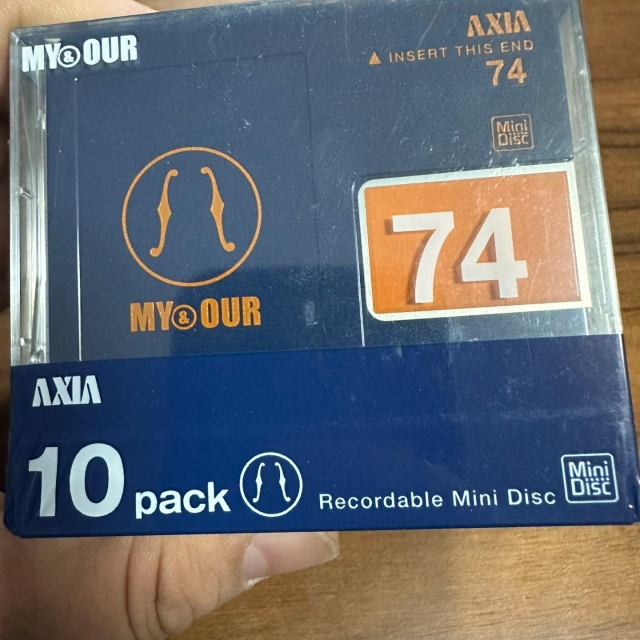 MY & OUR
AXIA
▲ INSERT THIS END
74
Mini
Disc
74
MY & OUR
AXIA
10 pack
Recordable Mini Disc
Mini
Disc